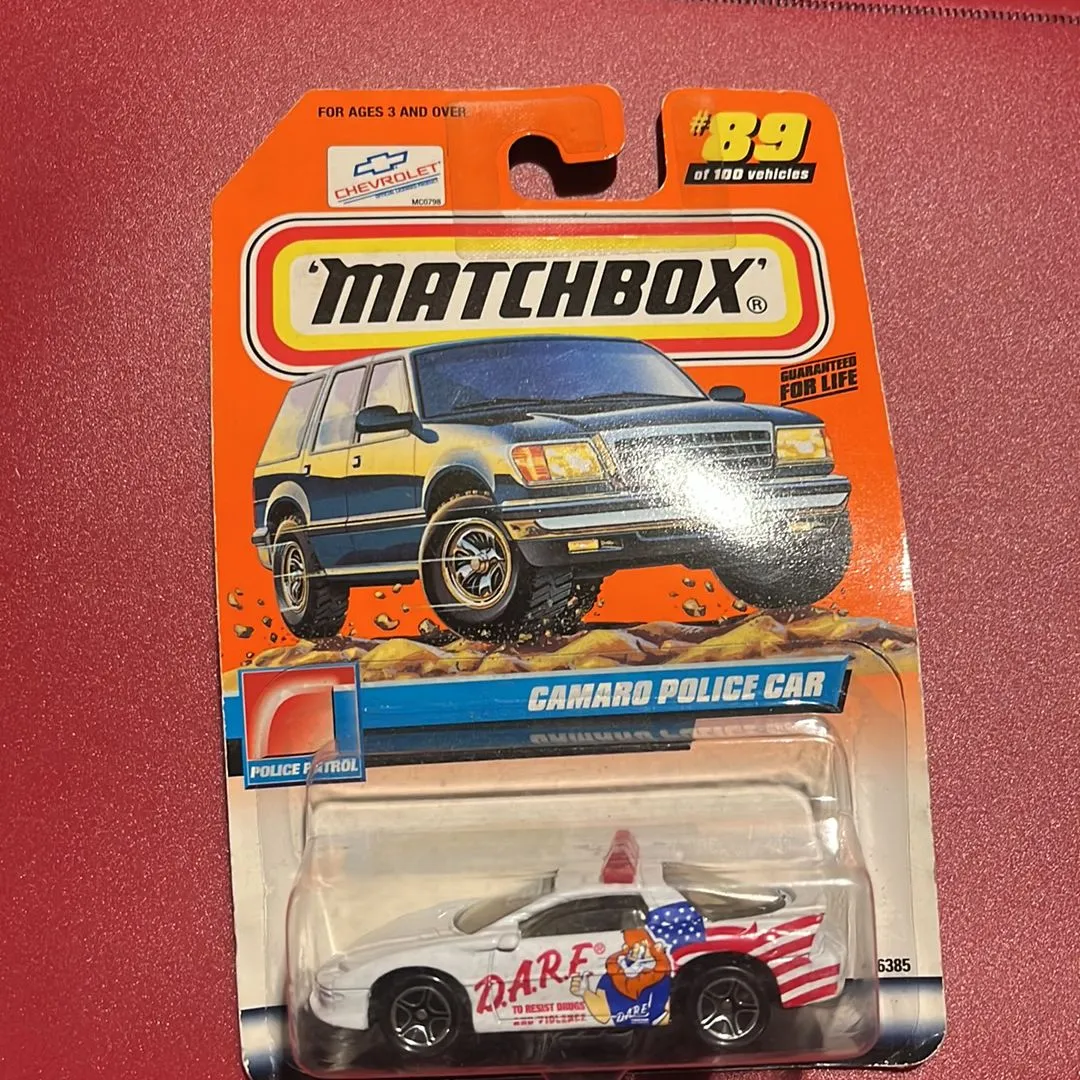 FOR AGES 3 AND OVER
#89
of 100 vehicles
CHEVROLET
MC0798
'MATCHBOX'®
GUARANTEED
FOR LIFE
CAMARO POLICE CAR
POLICE PATROL
6385
D.A.R.E®
TO RESIST DRUGS
AND VIOLENCE
D.A.R.E!